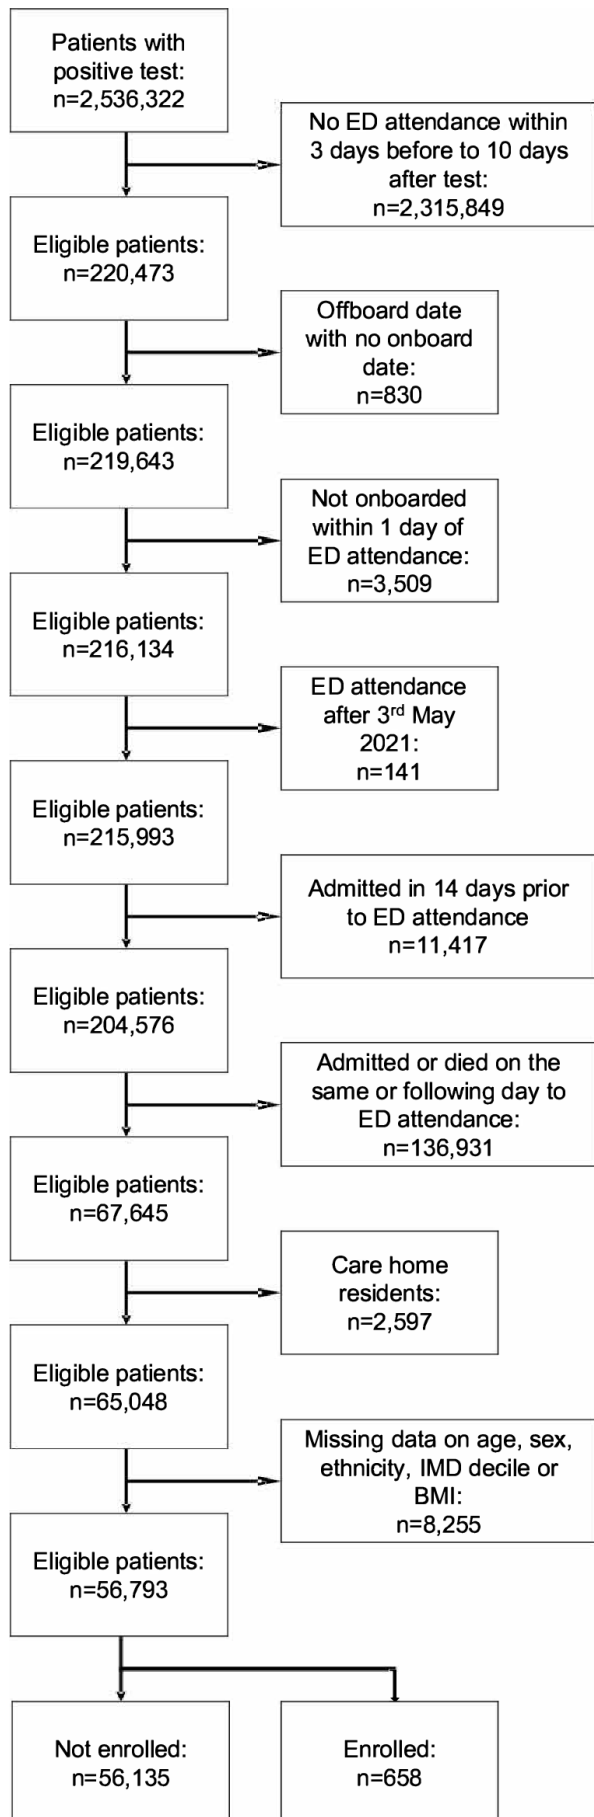 Patients with
positive test:
n=2,536,322
No ED attendance within
3 days before to 10 days
after test:
n=2,315,849
Eligible patients:
n=220,473
Offboard date
with no onboard
date:
n=830
Eligible patients:
n=219,643
Not onboarded
within 1 day of
ED attendance:
n=3,509
Eligible patients:
n=216,134
ED attendance
after 3rd May
2021:
n=141
Eligible patients:
n=215,993
Admitted in 14 days prior
to ED attendance
n=11,417
Eligible patients:
n=204,576
Admitted or died on the
same or following day to
ED attendance:
n=136,931
Eligible patients:
n=67,645
Care home
residents:
n=2,597
Eligible patients:
n=65,048
Missing data on age, sex,
ethnicity, IMD decile or
BMI:
n=8,255
Eligible patients:
n=56,793
Not enrolled:
n=56,135
Enrolled:
n=658